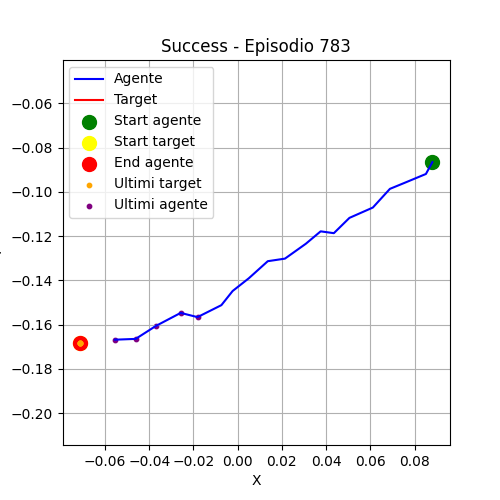 Success - Episodio 783
Agente
Target
Start agente
Start target
End agente
Ultimi target
Ultimi agente
−0.06
−0.08
−0.10
−0.12
−0.14
−0.16
−0.18
−0.20
−0.06 −0.04 −0.02 0.00 0.02 0.04 0.06 0.08
X